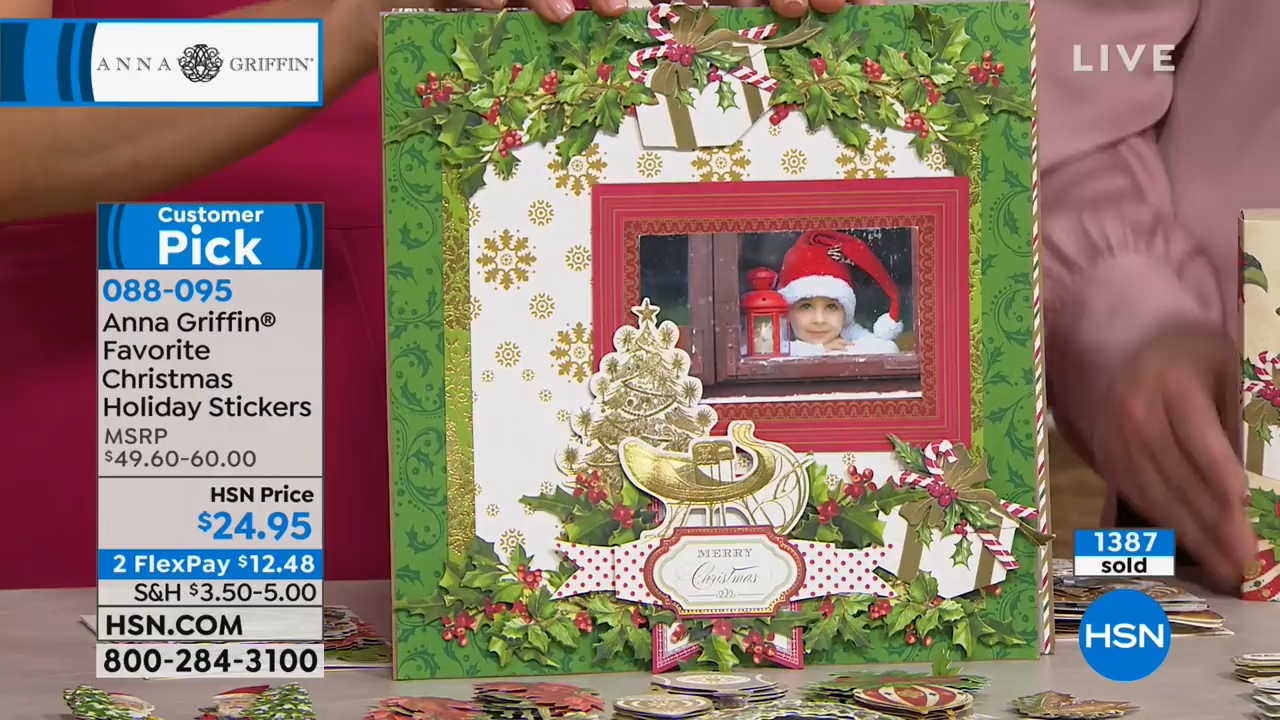 ANNA GRIFFIN®
LIVE
Customer
Pick
088-095
Anna Griffin®
Favorite
Christmas
Holiday Stickers
MSRP
$49.60-60.00
HSN Price
$24.95
2 FlexPay $12.48
S&H $3.50-5.00
HSN.COM
800-284-3100
MERRY
Christmas
1387
sold
HSN